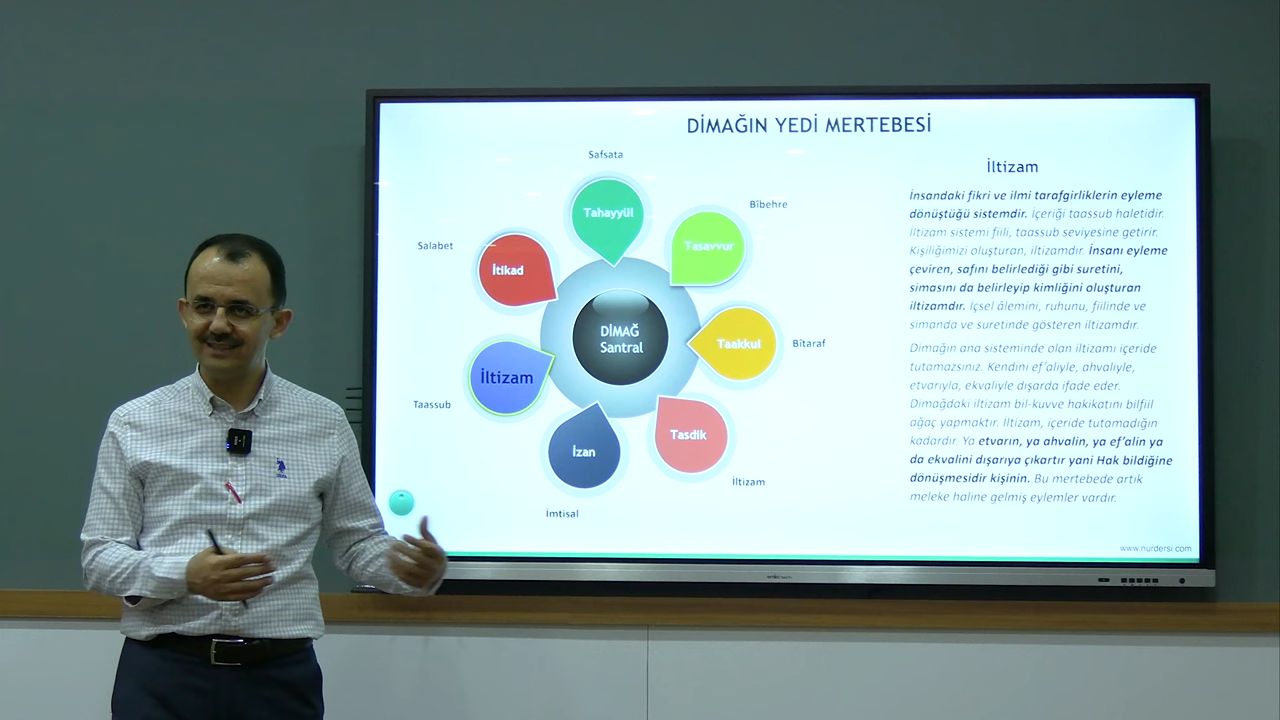 DİMAĞIN YEDİ MERTEBESİ
Safsata
Tahayyül
Bîbehre
Tasavvur
Salabet
İtikad
DİMAĞ
Santral
Taakkul
Bîtaraf
İltizam
Taassub
Tasdik
İzan
İltizam
İmtisal
İltizam
İnsandaki fikri ve ilmi tarafgirliklerin eyleme
dönüştüğü sistemdir. İçeriği taassub haletidir.
İltizam sistemi fiili, taassub seviyesine getirir.
Kişiliğimizi oluşturan, iltizamdır. İnsanı eyleme
çeviren, safını belirlediği gibi suretini,
simasını da belirleyip kimliğini oluşturan
iltizamdır. İçsel âlemini, ruhunu, fiilinde ve
simanda ve suretinde gösteren iltizamdır.
Dimağın ana sisteminde olan iltizamı içeride
tutamazsınız. Kendini ef'aliyle, ahvaliyle,
etvarıyla, ekvaliyle dışarda ifade eder.
Dimağdaki iltizam bil-kuvve hakikatını bilfiil
ağaç yapmaktır. İltizam, içeride tutamadığın
kadardır. Ya etvarın, ya ahvalin, ya ef'alin ya
da ekvalini dışarıya çıkartır yani Hak bildiğine
dönüşmesidir kişinin. Bu mertebede artık
meleke haline gelmiş eylemler vardır.
www.nurdersi.com